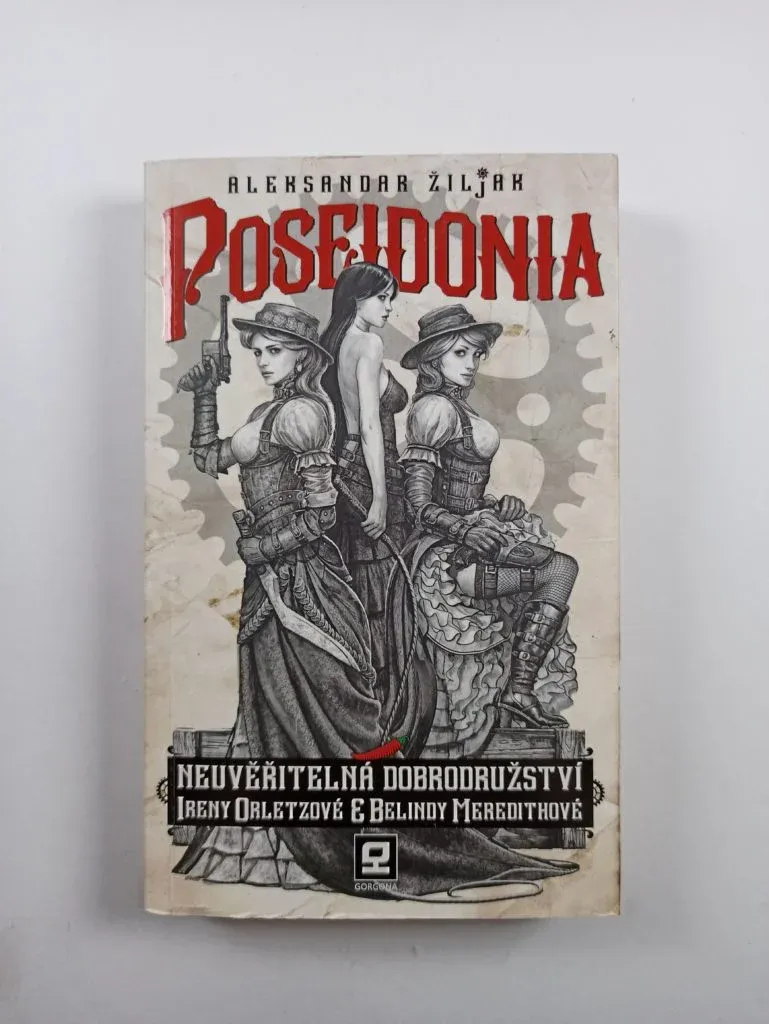 ALEKSANDAR ŽILJAK
POSEIDONIA
NEUVĚŘITELNÁ DOBRODRUŽSTVÍ
IRENY ORLETZOVÉ & BELINDY MEREDITHOVÉ
GORGONA